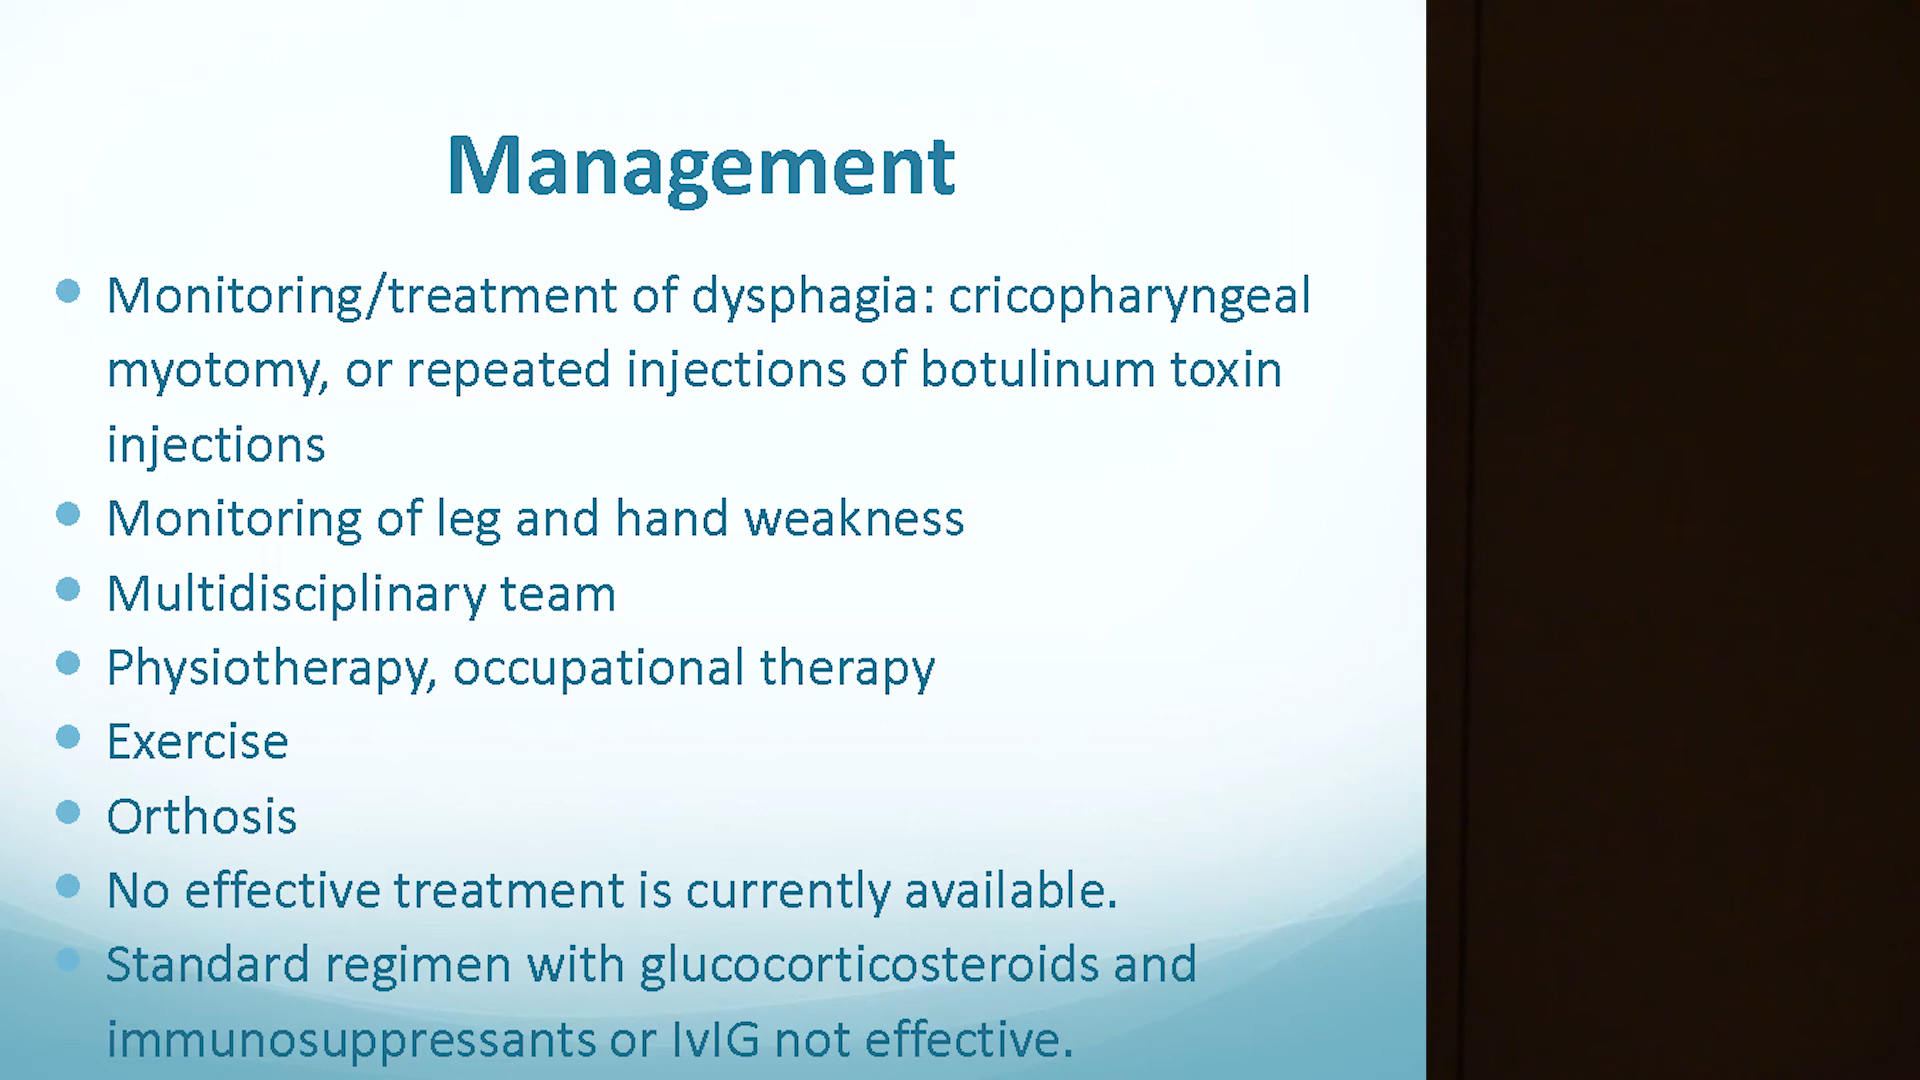 Management
• Monitoring/treatment of dysphagia: cricopharyngeal
myotomy, or repeated injections of botulinum toxin
injections
• Monitoring of leg and hand weakness
• Multidisciplinary team
• Physiotherapy, occupational therapy
• Exercise
• Orthosis
• No effective treatment is currently available.
• Standard regimen with glucocorticosteroids and
immunosuppressants or IvIG not effective.